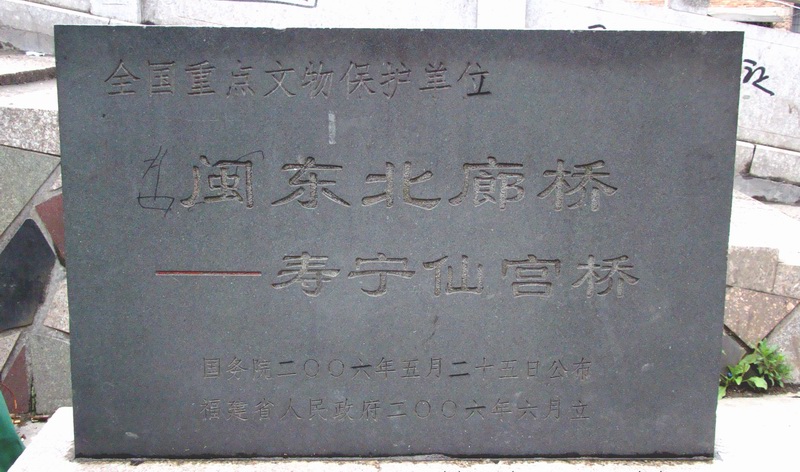 全国重点文物保护单位
闽东北廊桥
——寿宁仙宫桥
国务院二〇〇六年五月二十五日公布
福建省人民政府二〇〇六年六月立